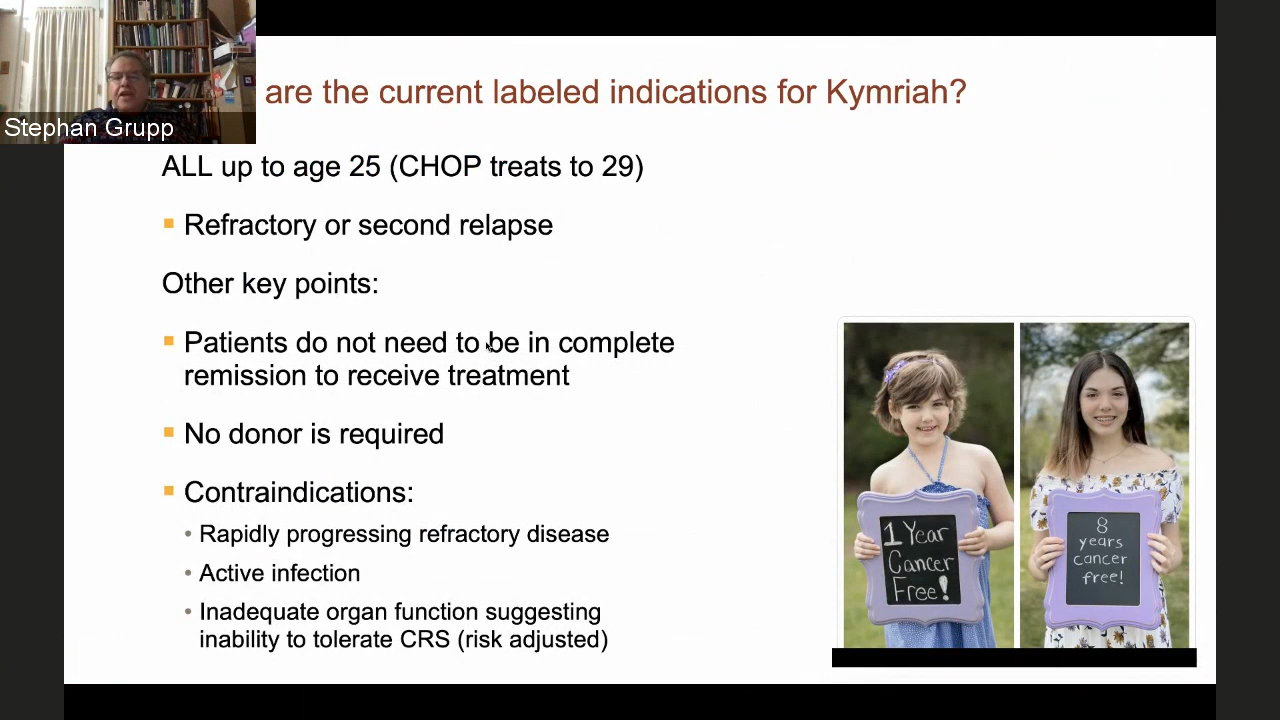 are the current labeled indications for Kymriah?
Stephan Grupp
ALL up to age 25 (CHOP treats to 29)
Refractory or second relapse
Other key points:
Patients do not need to be in complete
remission to receive treatment
No donor is required
Contraindications:
Rapidly progressing refractory disease
Active infection
Inadequate organ function suggesting
inability to tolerate CRS (risk adjusted)
1 Year
Cancer
Free!
8
years
cancer
free!